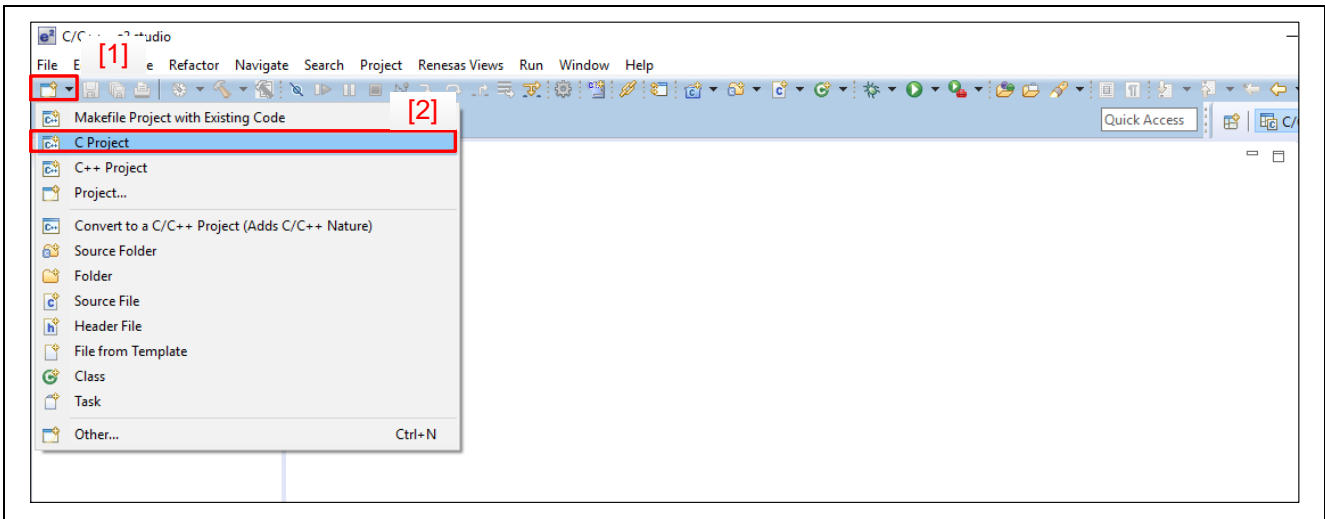 C/C e2 studio
[1]
File E e Refactor Navigate Search Project Renesas Views Run Window Help
[2]
Makefile Project with Existing Code
Quick Access
C/
C Project
C++ Project
Project...
Convert to a C/C++ Project (Adds C/C++ Nature)
Source Folder
Folder
Source File
Header File
File from Template
Class
Task
Other... Ctrl+N